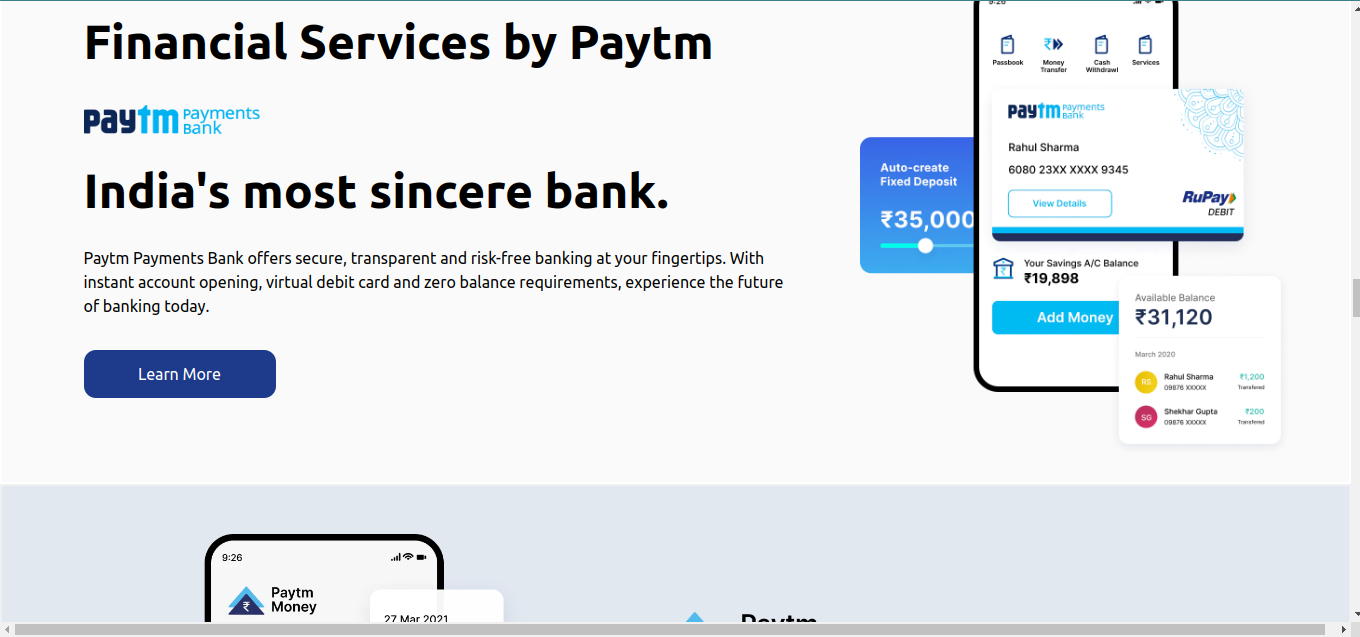 Financial Services by Paytm
paytm payments Bank
India's most sincere bank.
Paytm Payments Bank offers secure, transparent and risk-free banking at your fingertips. With
instant account opening, virtual debit card and zero balance requirements, experience the future
of banking today.
Learn More
9:26
Passbook
Money
Transfer
Cash
Withdrawl
Services
paytm payments Bank
Rahul Sharma
6080 23XX XXXX 9345
View Details
RuPay
DEBIT
Auto-create
Fixed Deposit
₹35,000
Your Savings A/C Balance
₹19,898
Add Money
Available Balance
₹31,120
March 2020
RS
Rahul Sharma
₹1,200
09876 XXXXX
Transfered
SG
Shekhar Gupta
₹200
09876 XXXXX
Transfered
9:26
Paytm
Money
27 Mar 2021
Paytm